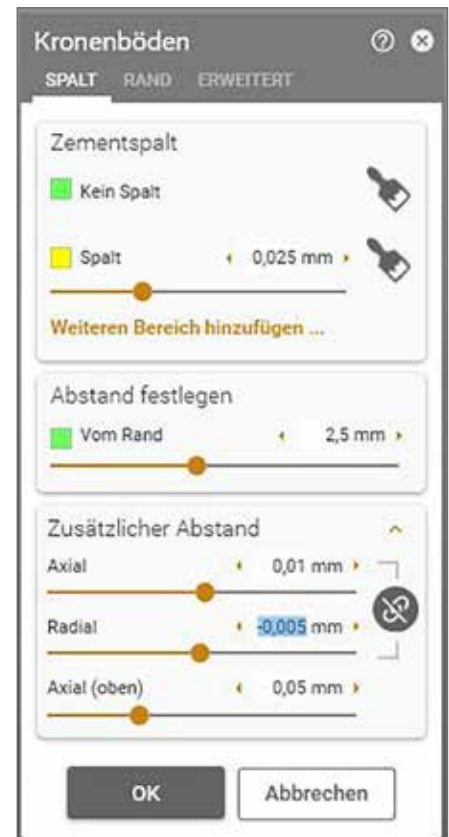 Kronenböden
SPALT RAND ERWEITERT
Zementspalt
Kein Spalt
Spalt 0,025 mm
Weiteren Bereich hinzufügen ...
Abstand festlegen
Vom Rand 2,5 mm
Zusätzlicher Abstand
Axial 0,01 mm
Radial -0,005 mm
Axial (oben) 0,05 mm
OK Abbrechen